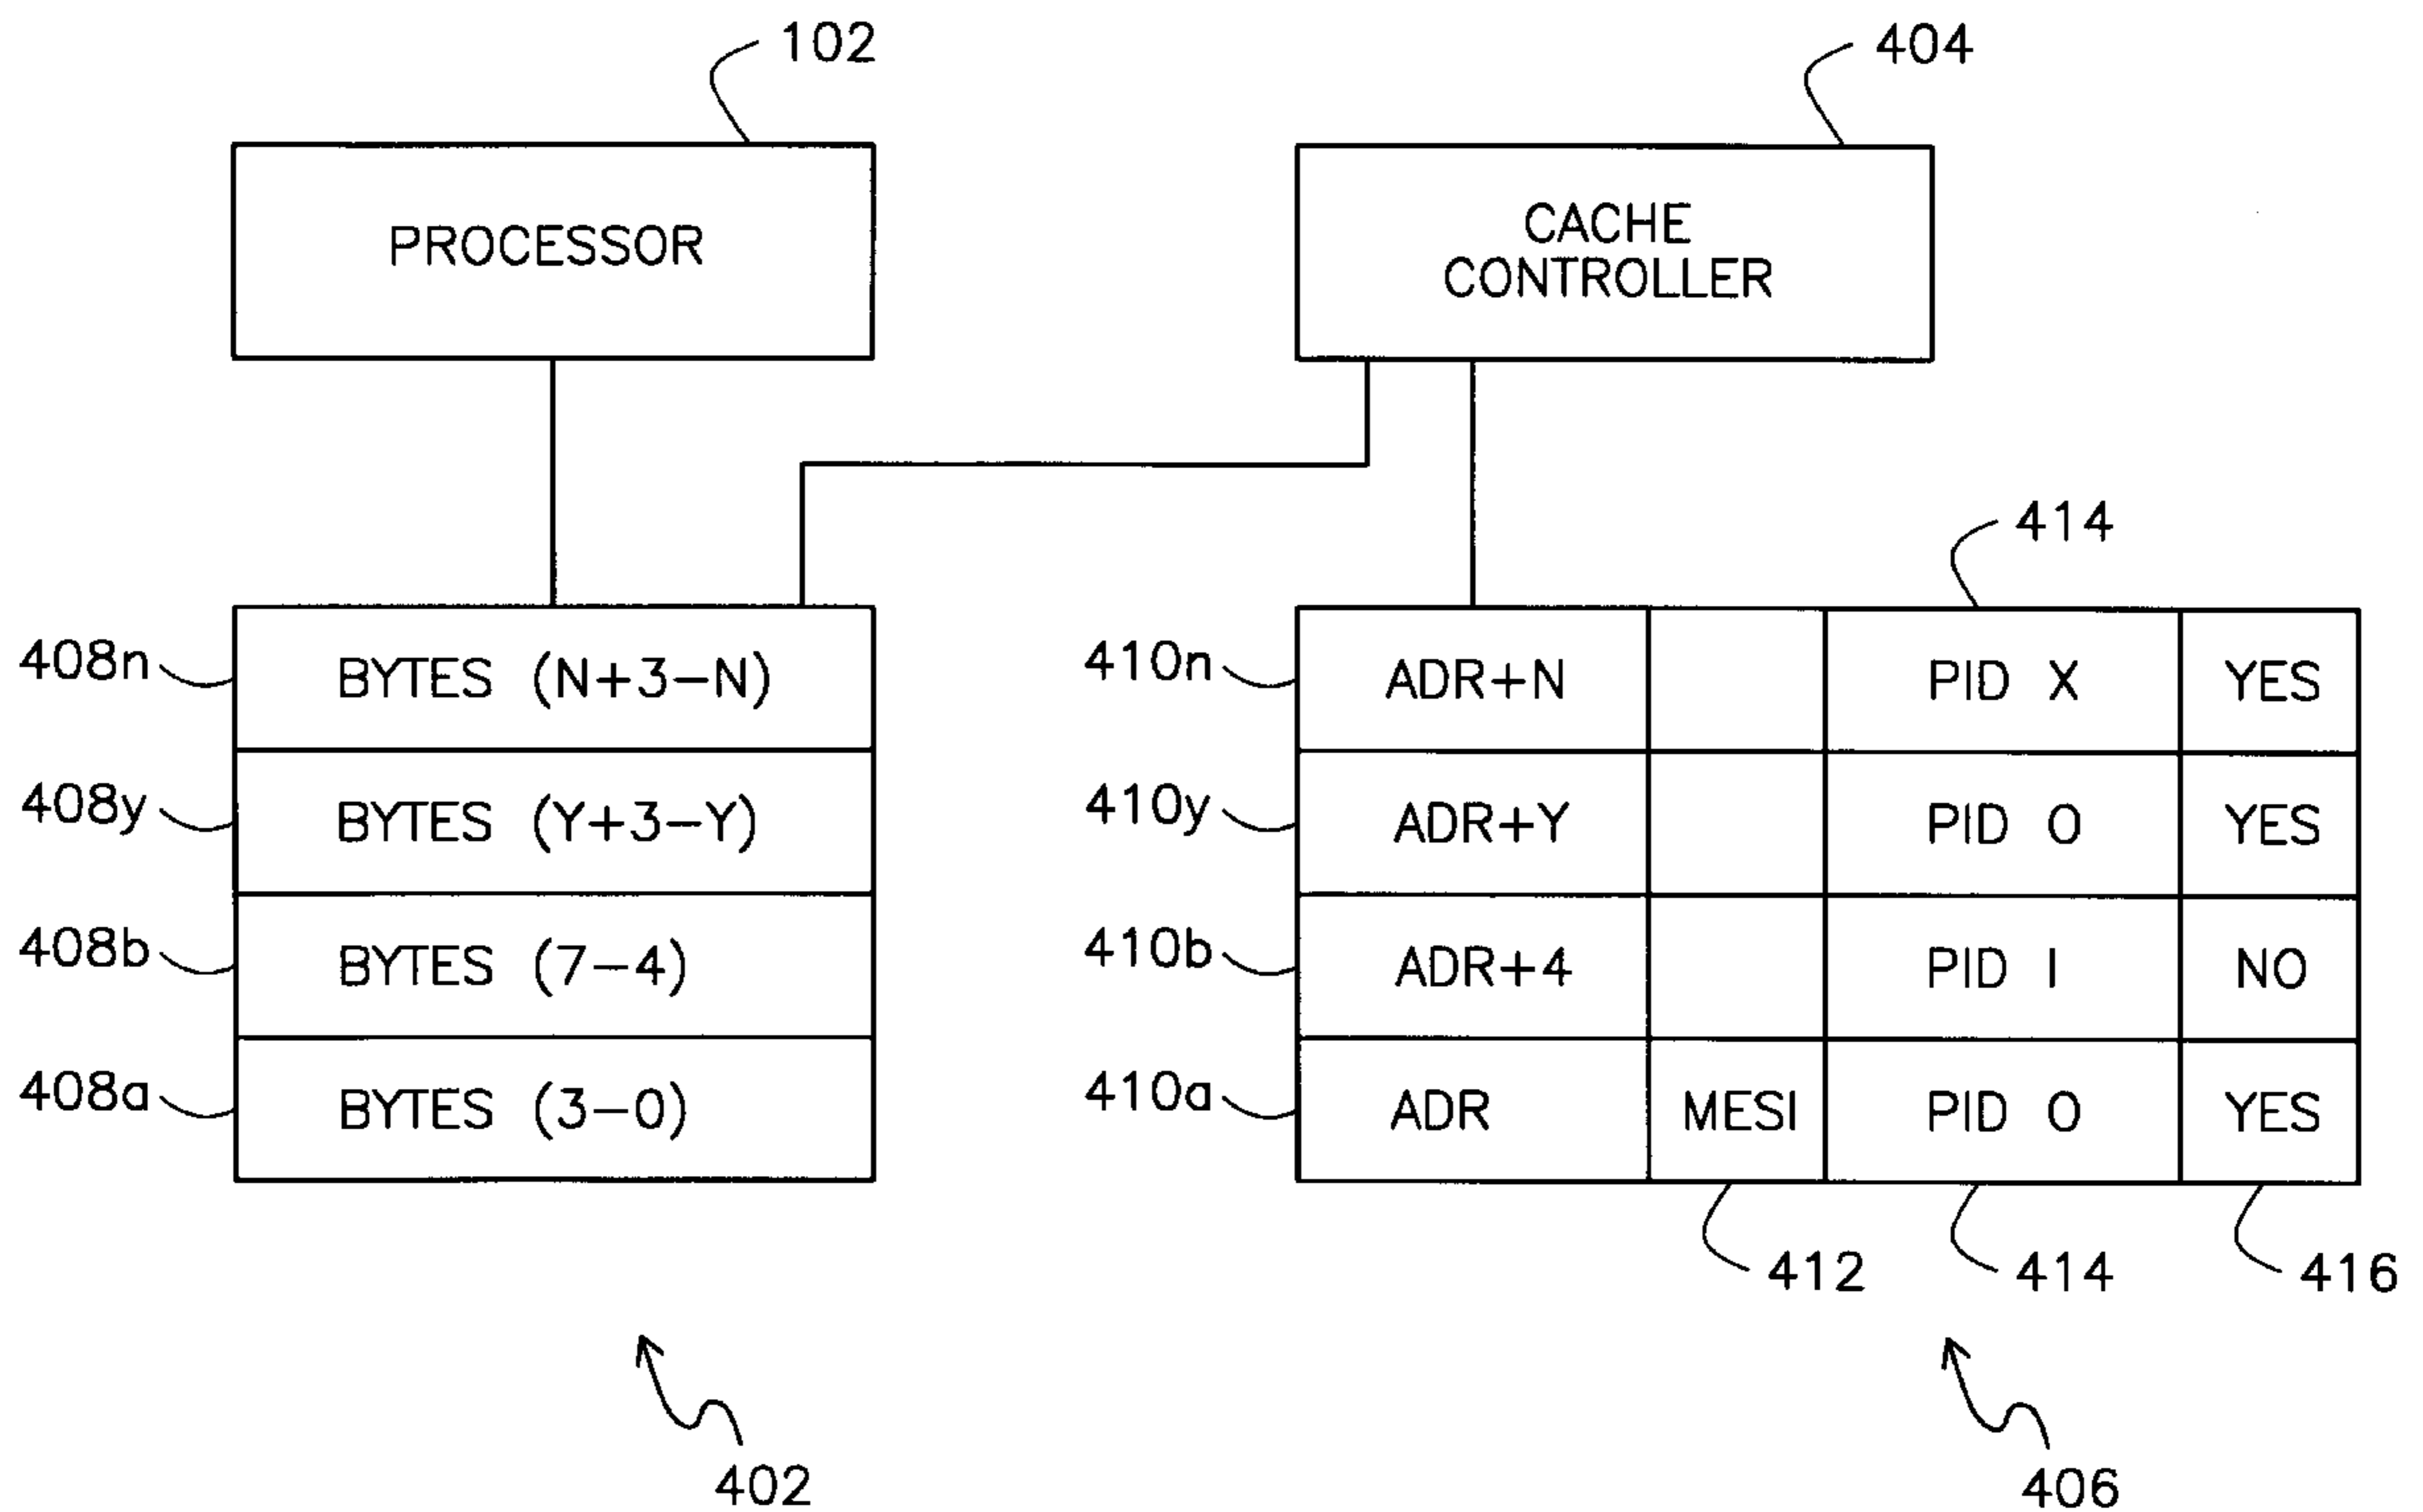 102
404
PROCESSOR
CACHE
CONTROLLER
414
408n BYTES (N+3-N)
410n ADR+N PID X YES
408y BYTES (Y+3-Y)
410y ADR+Y PID 0 YES
408b BYTES (7-4)
410b ADR+4 PID 1 NO
408a BYTES (3-0)
410a ADR MESI PID 0 YES
412 414 416
402
406